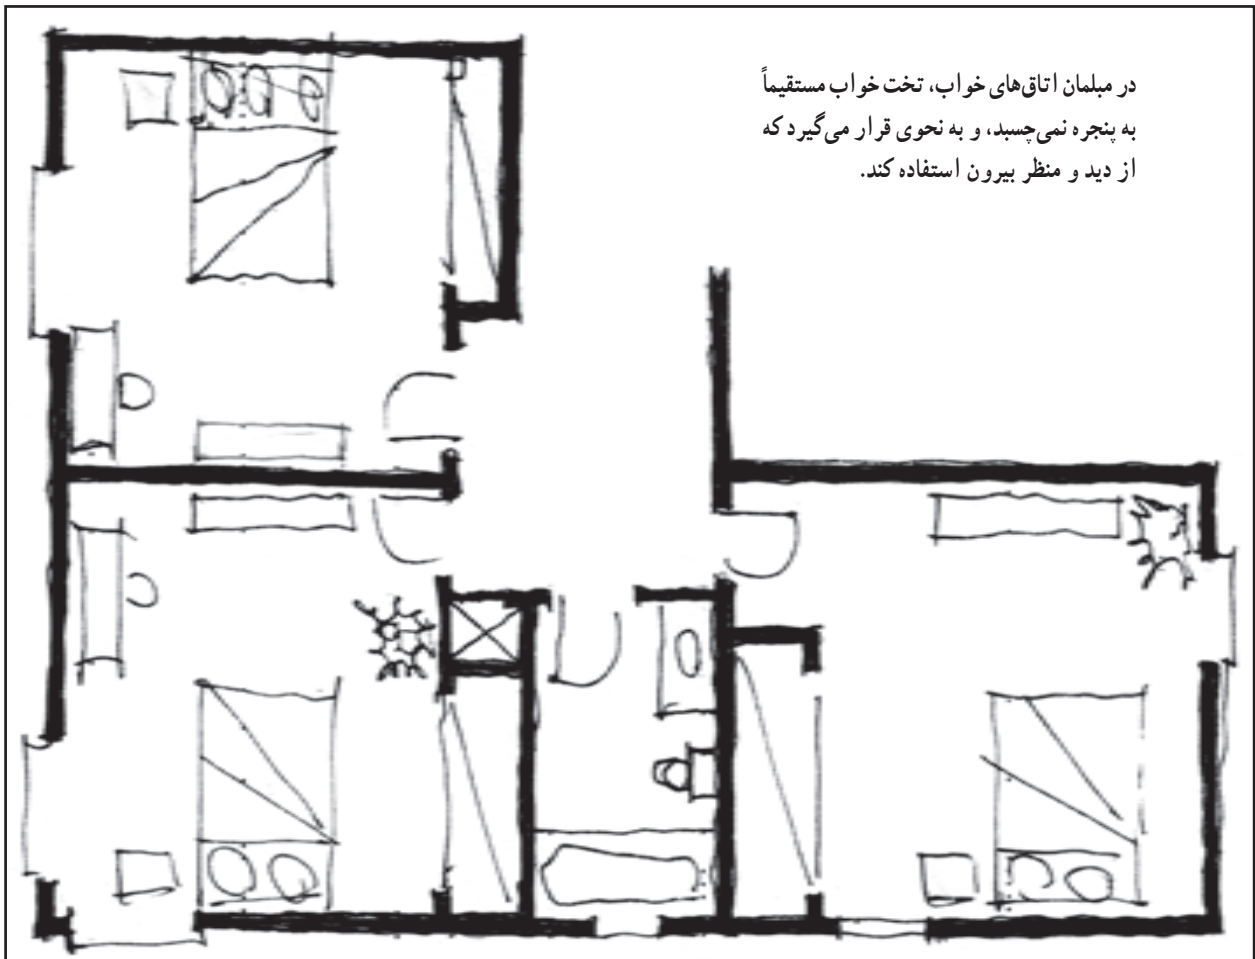 در مبلمان اتاق‌های خواب، تخت خواب مستقیماً
به پنجره نمی‌چسبد، و به نحوی قرار می‌گیرد که
از دید و منظر بیرون استفاده کند.